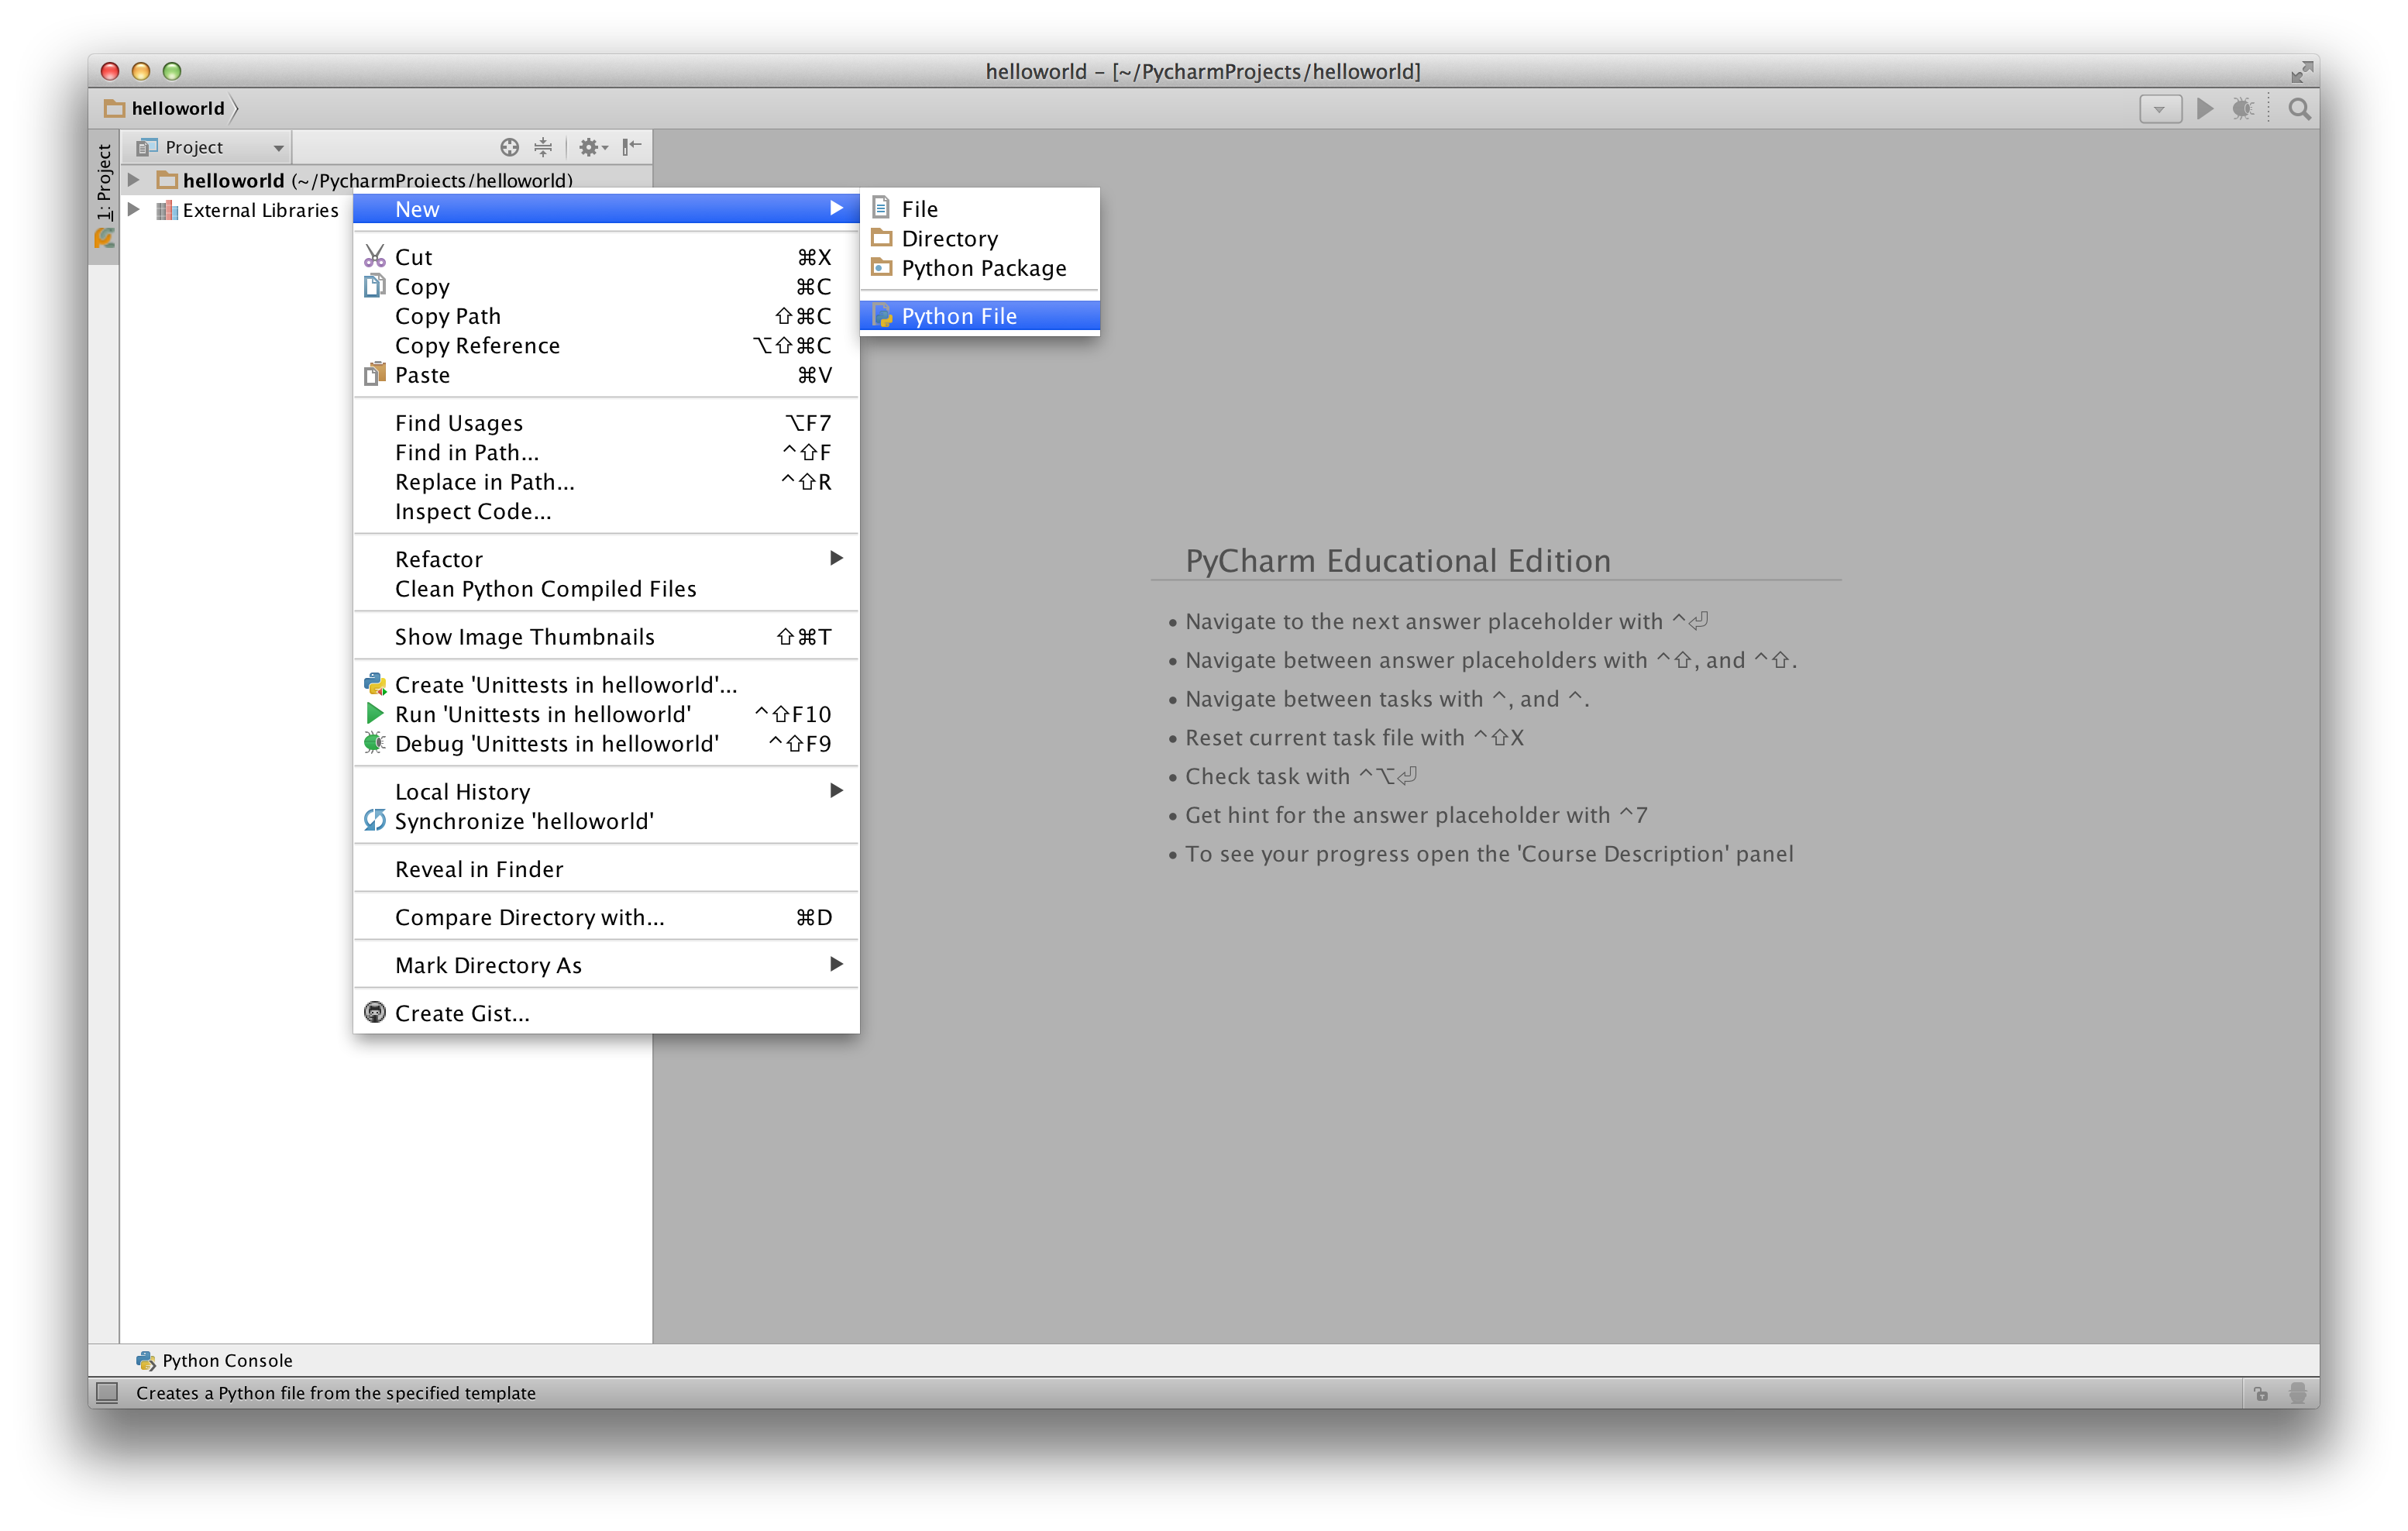 helloworld – [~/PycharmProjects/helloworld]
helloworld
1: Project
Project
helloworld (~/PycharmProjects/helloworld)
External Libraries
New
Cut ⌘X
Copy ⌘C
Copy Path ⇧⌘C
Copy Reference ⌥⇧⌘C
Paste ⌘V
Find Usages ⌥F7
Find in Path... ^⇧F
Replace in Path... ^⇧R
Inspect Code...
Refactor
Clean Python Compiled Files
Show Image Thumbnails ⇧⌘T
Create 'Unittests in helloworld'...
Run 'Unittests in helloworld' ^⇧F10
Debug 'Unittests in helloworld' ^⇧F9
Local History
Synchronize 'helloworld'
Reveal in Finder
Compare Directory with... ⌘D
Mark Directory As
Create Gist...
File
Directory
Python Package
Python File
PyCharm Educational Edition
• Navigate to the next answer placeholder with ^⏎
• Navigate between answer placeholders with ^⇧, and ^⇧.
• Navigate between tasks with ^, and ^.
• Reset current task file with ^⇧X
• Check task with ^⌥⏎
• Get hint for the answer placeholder with ^7
• To see your progress open the 'Course Description' panel
Python Console
Creates a Python file from the specified template